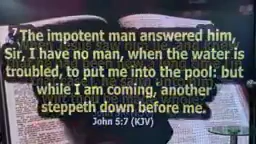 7 The impotent man answered him,
Sir, I have no man, when the water is
troubled, to put me into the pool: but
while I am coming, another
steppeth down before me.
John 5:7 (KJV)